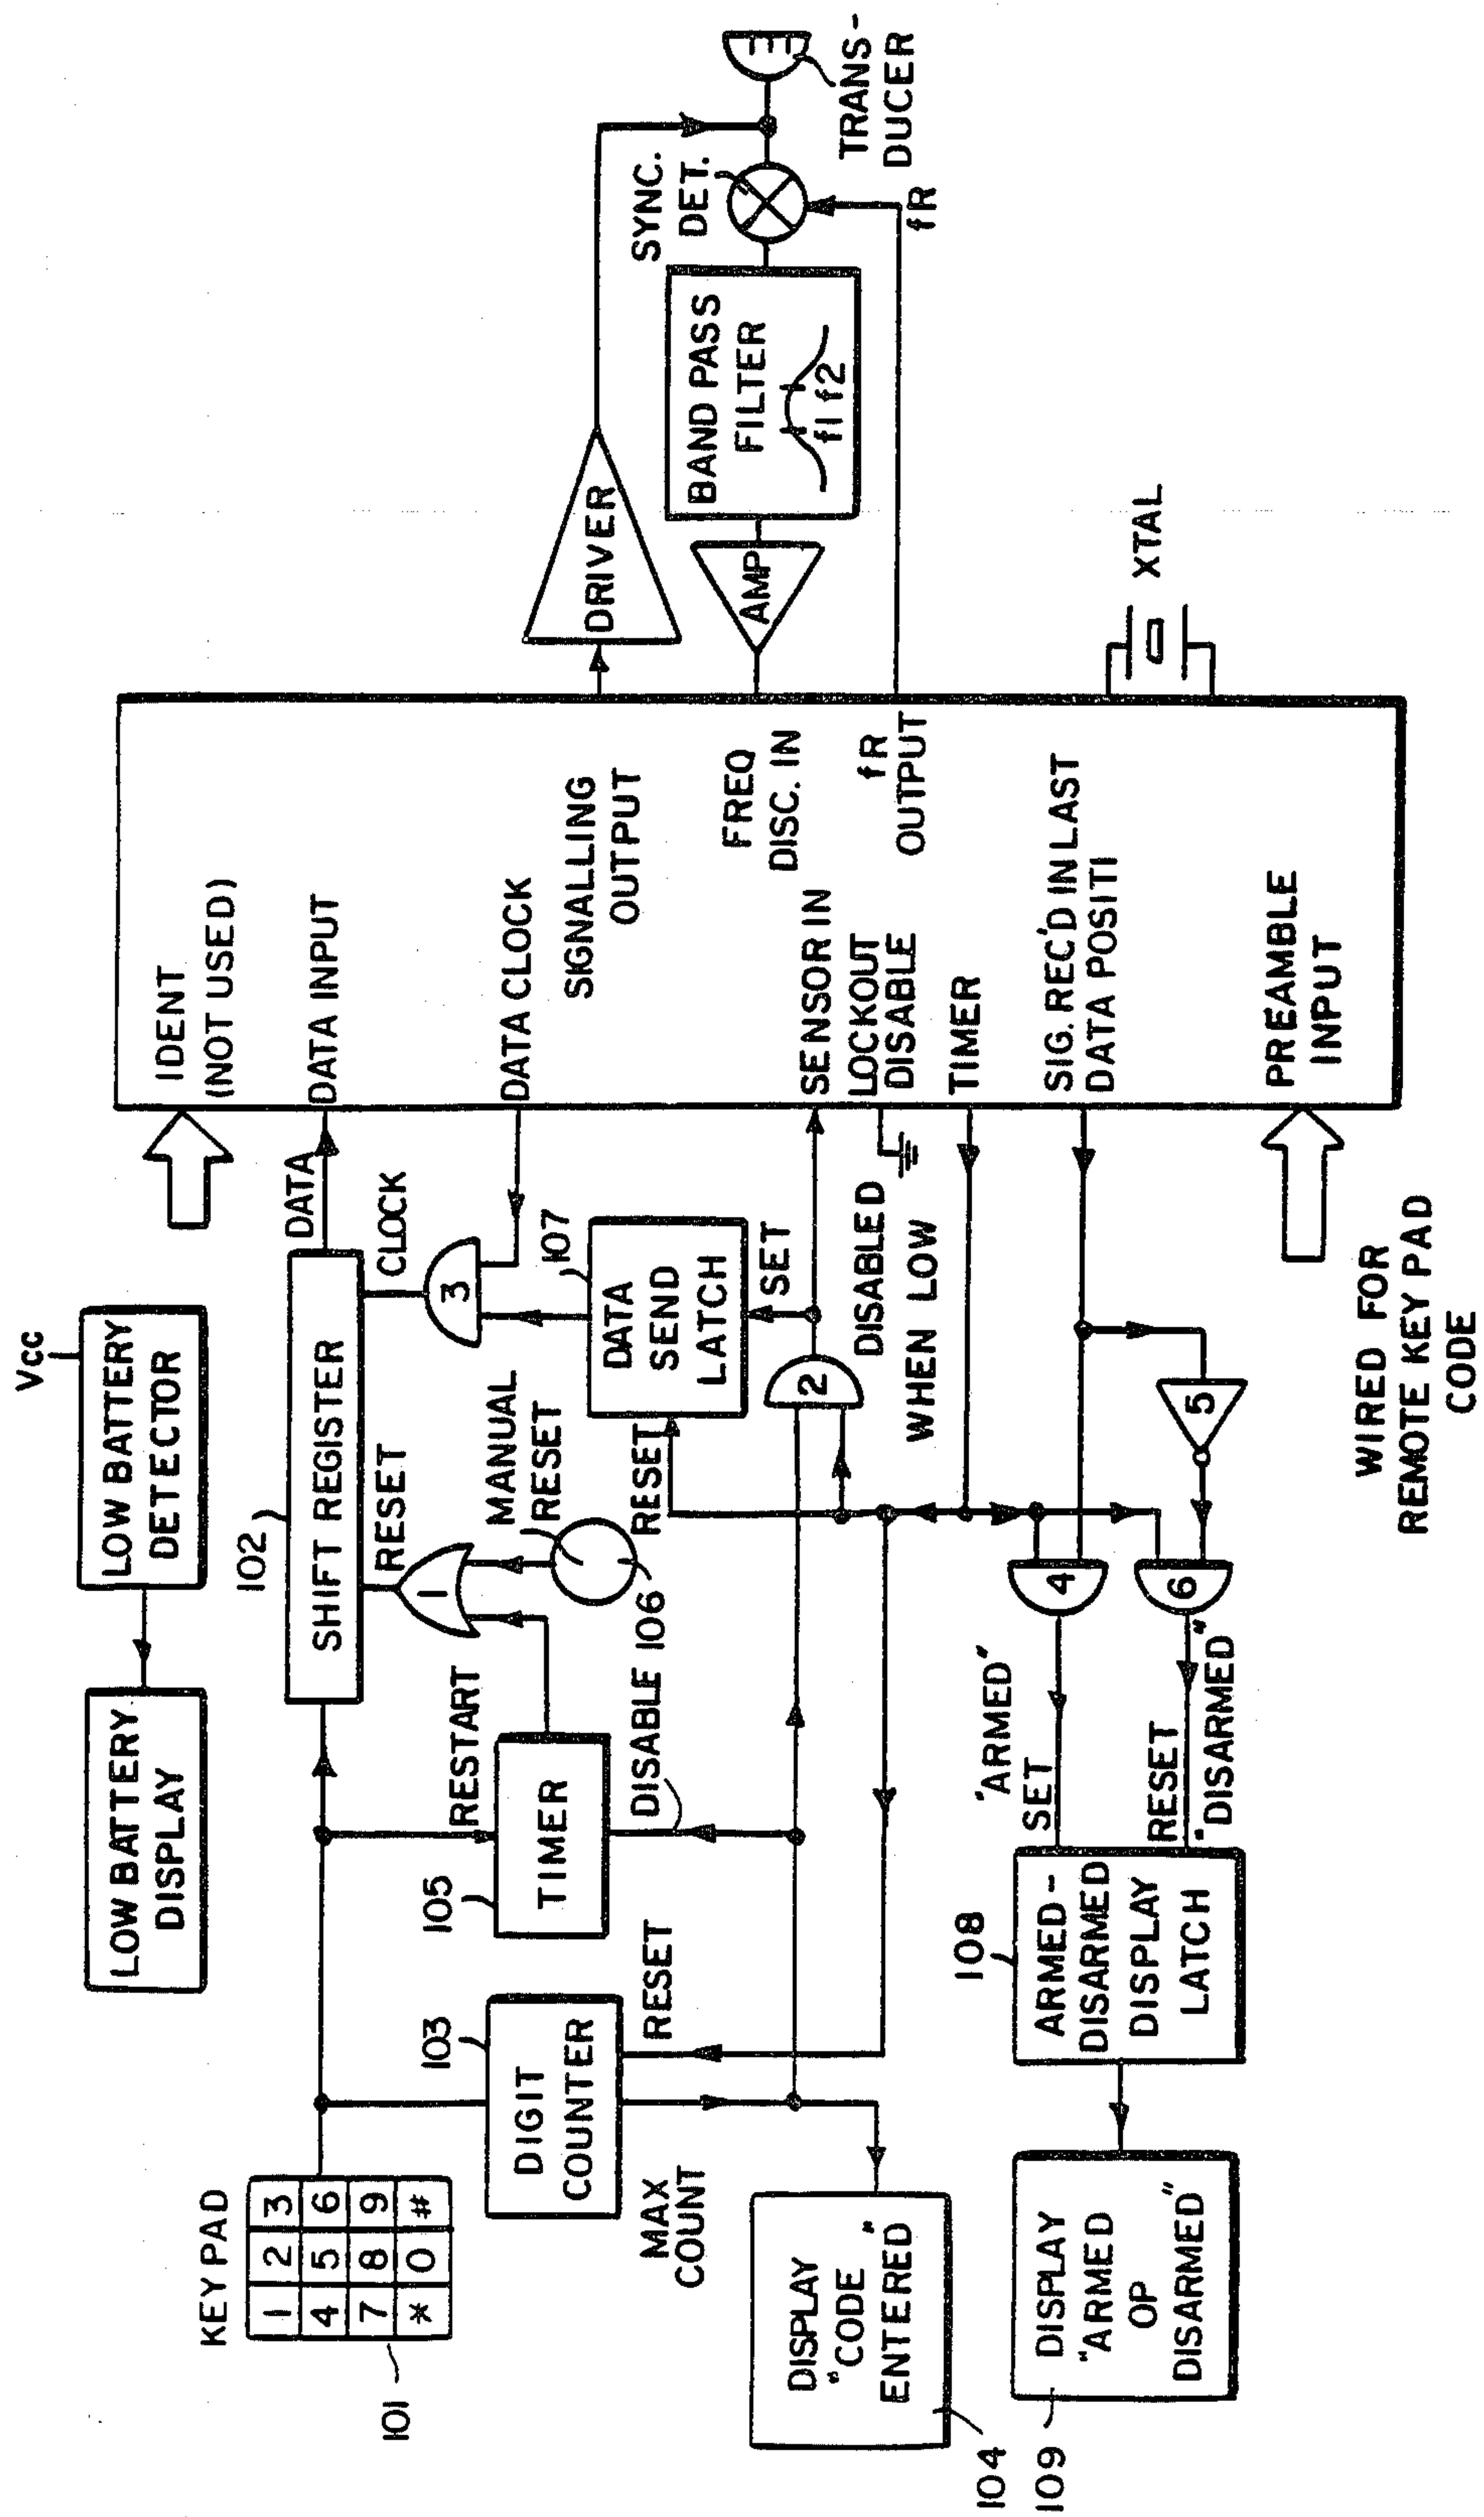 Vcc
LOW BATTERY
DISPLAY
LOW BATTERY
DETECTOR
IDENT
(NOT USED)
KEY PAD
1 2 3
4 5 6
7 8 9
* 0 #
101
102
SHIFT REGISTER
DATA
DATA INPUT
RESTART
RESET
CLOCK
103
DIGIT
COUNTER
105
TIMER
1
MANUAL
RESET
3
107
DATA CLOCK
DATA
SEND
LATCH
SIGNALLING
OUTPUT
DRIVER
MAX
COUNT
RESET
DISABLE
106
RESET
SET
2
SENSOR IN
FREQ
DISC. IN
AMP
BAND PASS
FILTER
f1 f2
SYNC.
DET.
TRANS-
DUCER
DISPLAY
"CODE
ENTERED"
104
DISABLED
WHEN LOW
LOCKOUT
DISABLE
fR
OUTPUT
fR
TIMER
108
ARMED-
DISARMED
DISPLAY
LATCH
"ARMED"
SET
4
SIG. REC'D IN LAST
DATA POSITI
XTAL
RESET
"DISARMED"
6
5
109
DISPLAY
"ARMED
OP
DISARMED"
PREAMBLE
INPUT
WIRED FOR
REMOTE KEY PAD
CODE